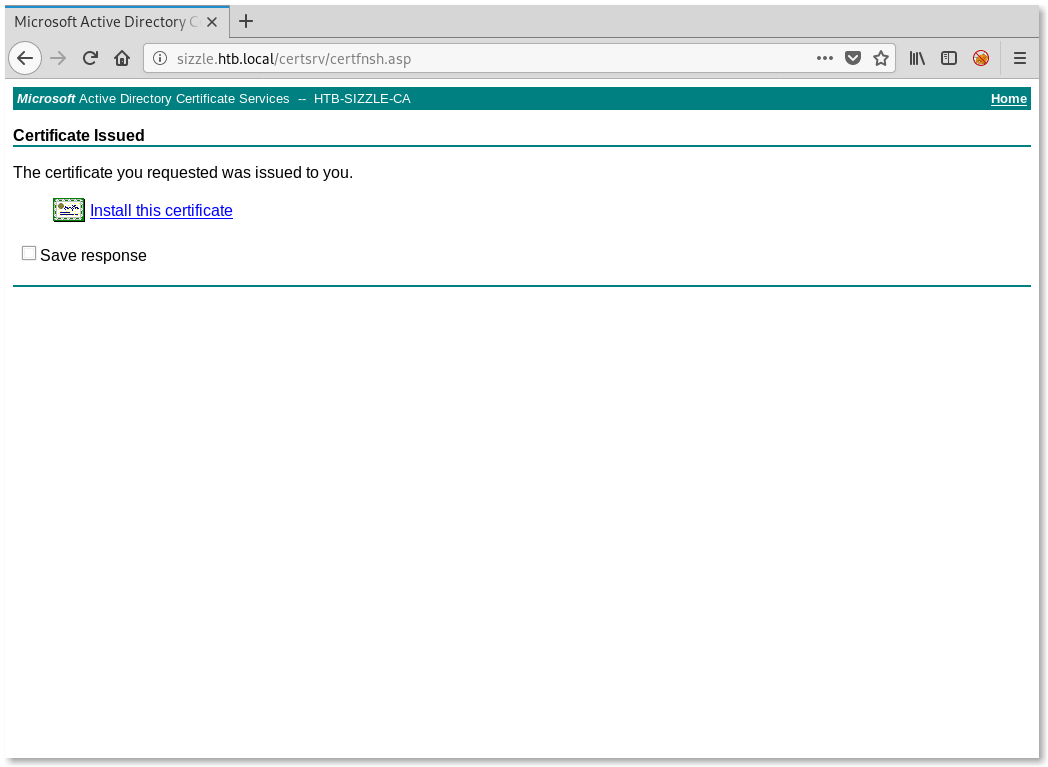 Microsoft Active Directory C
sizzle.htb.local/certsrv/certfnsh.asp
Microsoft Active Directory Certificate Services -- HTB-SIZZLE-CA Home
Certificate Issued
The certificate you requested was issued to you.
Install this certificate
Save response